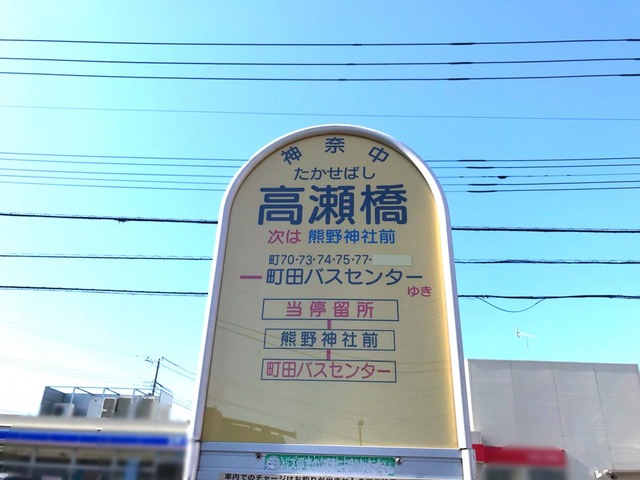 神奈中
たかせばし
高瀬橋
次は 熊野神社前
町70・73・74・75・77・
町田バスセンター
ゆき
当停留所
熊野神社前
町田バスセンター